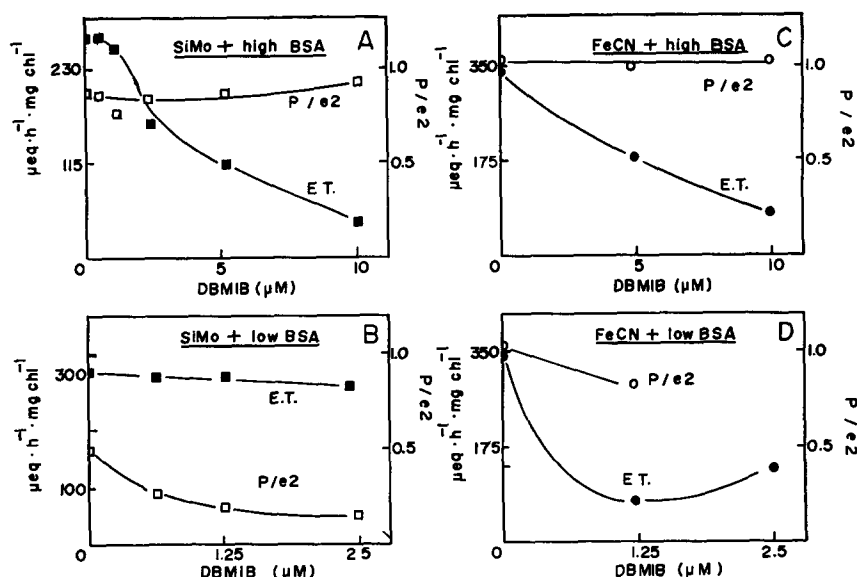 A
SiMo + high BSA
230
115
μeq·h⁻¹·mg chl⁻¹
P/e2
E.T.
1.0
0.5
P/e2
0
5
10
DBMIB (μM)
C
FeCN + high BSA
350
175
μeq·h⁻¹·mg chl⁻¹
P/e2
E.T.
1.0
0.5
P/e2
0
5
10
DBMIB (μM)
B
SiMo + low BSA
300
100
μeq·h⁻¹·mg chl⁻¹
E.T.
P/e2
1.0
0.5
P/e2
0
1.25
2.5
DBMIB (μM)
D
FeCN + low BSA
350
175
μeq·h⁻¹·mg chl⁻¹
P/e2
E.T.
1.0
0.5
P/e2
0
1.25
2.5
DBMIB (μM)